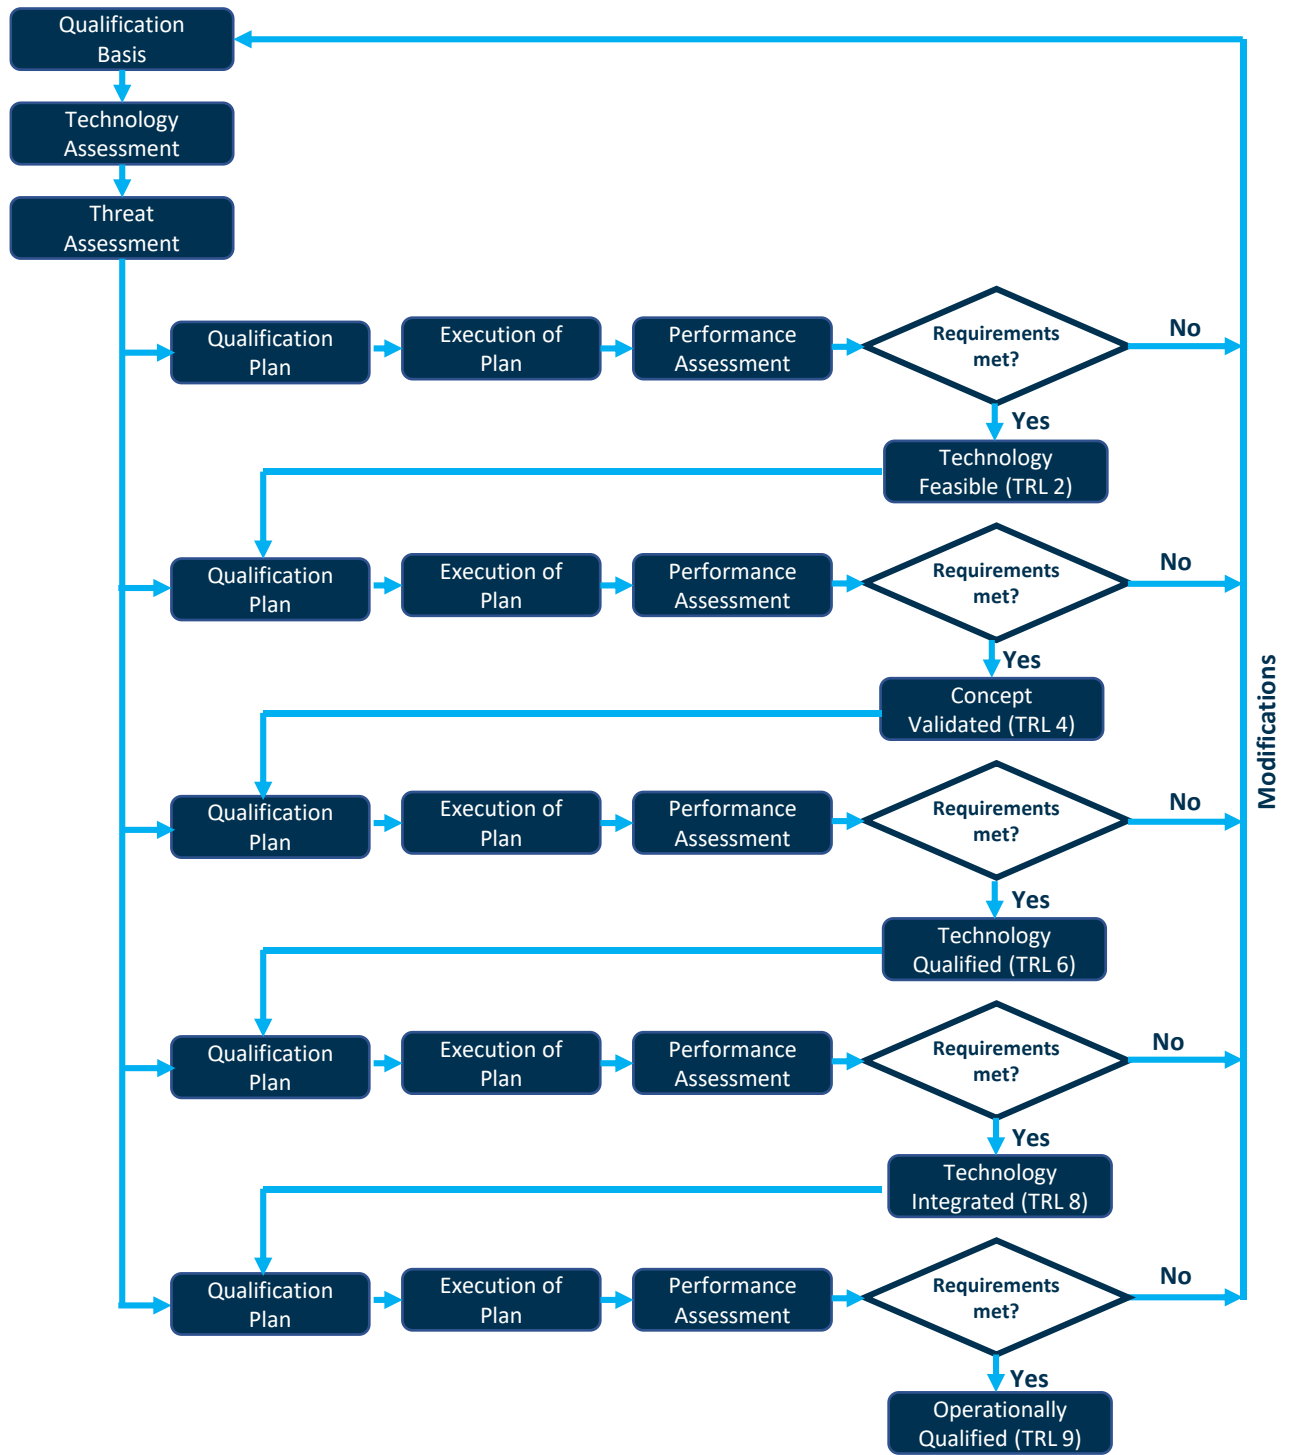 Qualification
Basis
Technology
Assessment
Threat
Assessment
Qualification
Plan
Execution of
Plan
Performance
Assessment
Requirements
met?
No
Yes
Technology
Feasible (TRL 2)
Qualification
Plan
Execution of
Plan
Performance
Assessment
Requirements
met?
No
Yes
Concept
Validated (TRL 4)
Qualification
Plan
Execution of
Plan
Performance
Assessment
Requirements
met?
No
Yes
Technology
Qualified (TRL 6)
Qualification
Plan
Execution of
Plan
Performance
Assessment
Requirements
met?
No
Yes
Technology
Integrated (TRL 8)
Qualification
Plan
Execution of
Plan
Performance
Assessment
Requirements
met?
No
Yes
Operationally
Qualified (TRL 9)
Modifications